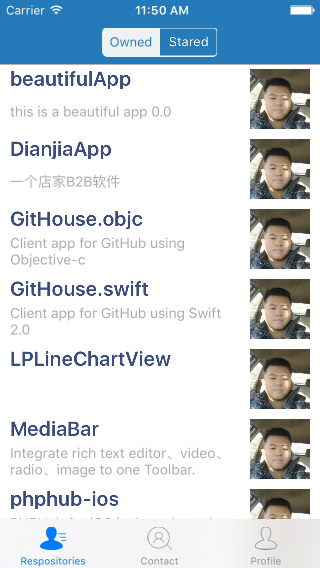 Carrier 11:50 AM
Owned Stared
beautifulApp
this is a beautiful app 0.0
DianjiaApp
一个店家B2B软件
GitHouse.objc
Client app for GitHub using
Objective-c
GitHouse.swift
Client app for GitHub using Swift
2.0
LPLineChartView
MediaBar
Integrate rich text editor、video、
radio、image to one Toolbar.
phphub-ios
Respositories Contact Profile